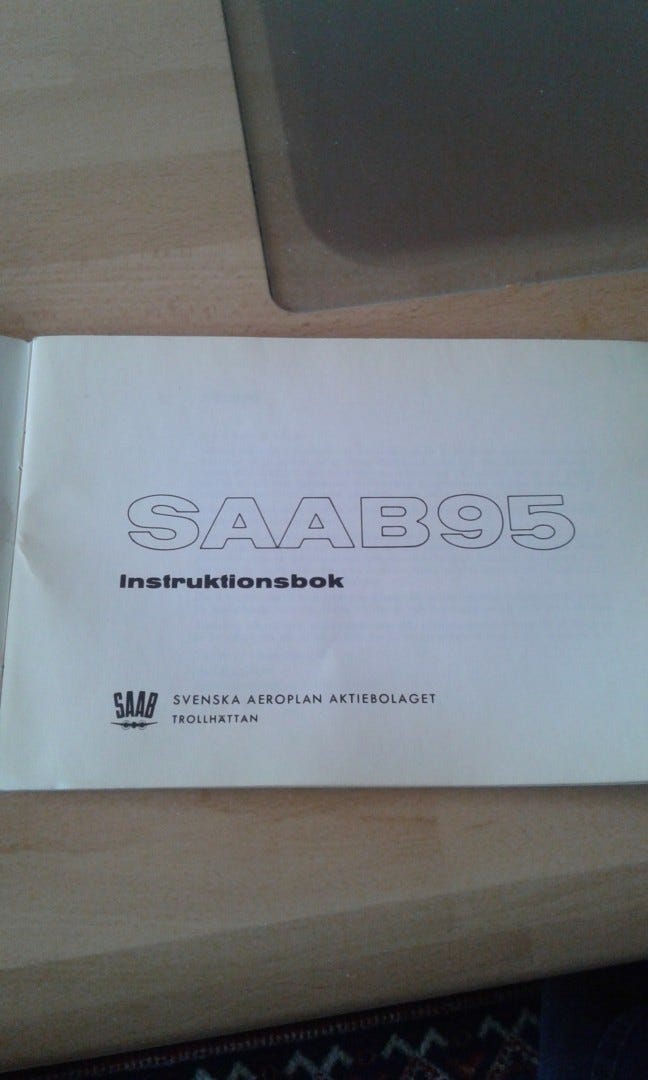 SAAB95
Instruktionsbok
SAAB
SVENSKA AEROPLAN AKTIEBOLAGET
TROLLHÄTTAN